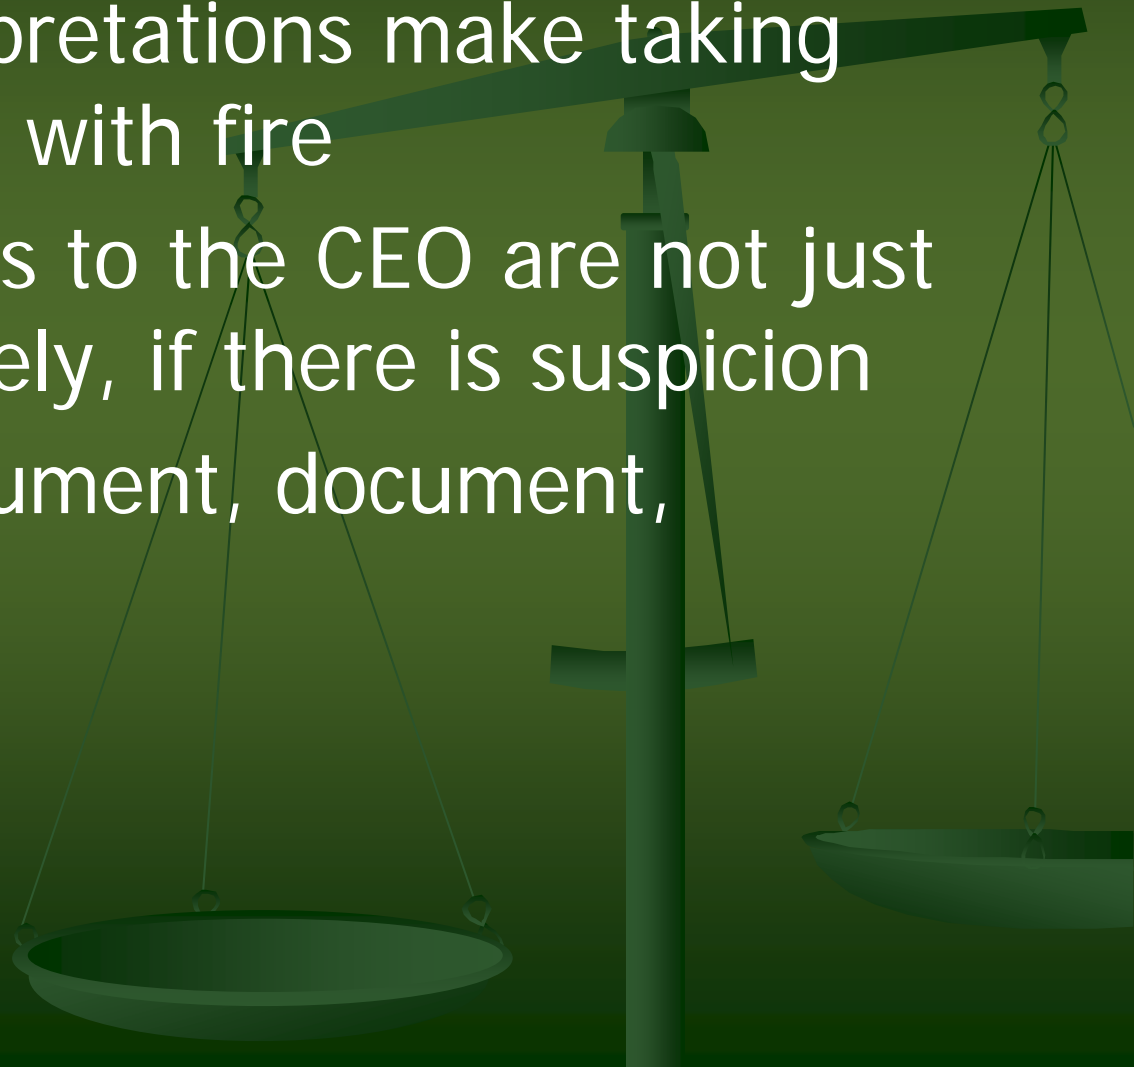 pretations make taking
with fire
s to the CEO are not just
ely, if there is suspicion
ument, document,